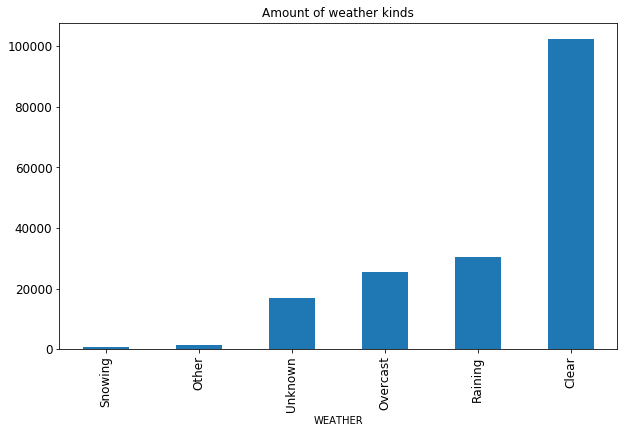 Amount of weather kinds
100000
80000
60000
40000
20000
0
Snowing
Other
Unknown
Overcast
Raining
Clear
WEATHER